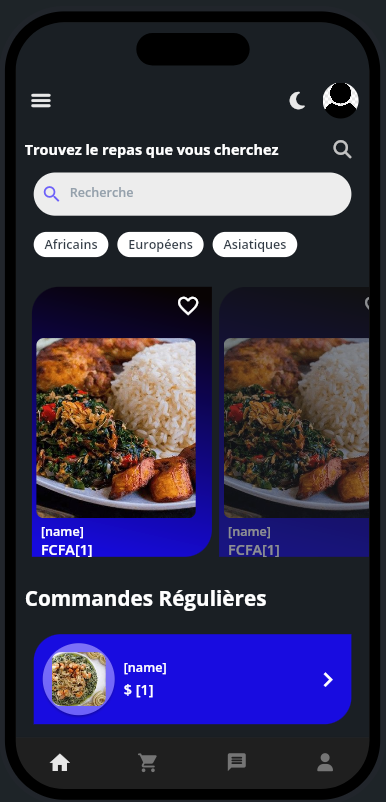 Trouvez le repas que vous cherchez
Recherche
Africains Européens Asiatiques
[name] [name]
FCFA[1] FCFA[1]
Commandes Régulières
[name]
$ [1]